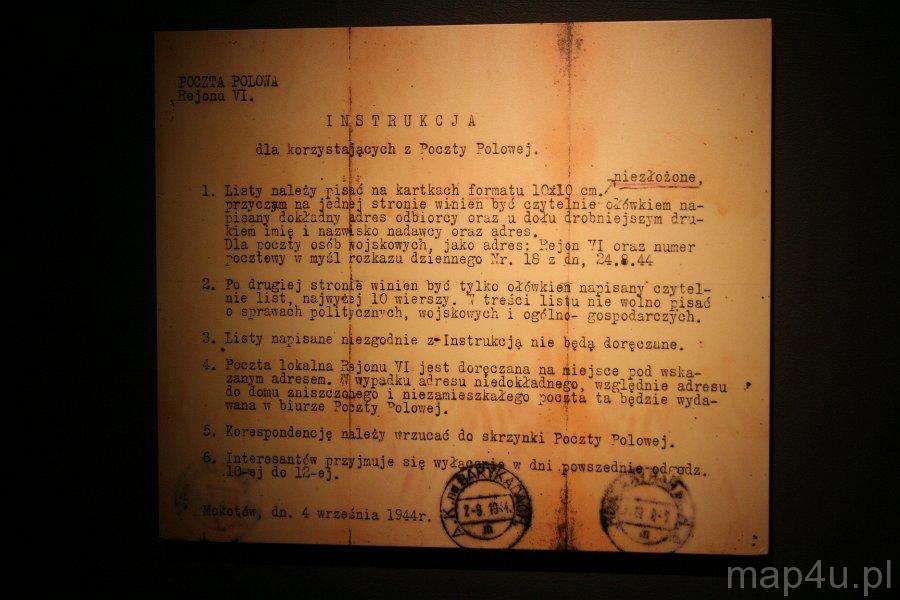 POCZTA POLOWA
Rejonu VI.
INSTRUKCJA
dla korzystających z Poczty Polowej.
niezłożone,
1. Listy należy pisać na kartkach formatu 10x10 cm.
przyczym na jednej stronie winien być czytelnie ołówkiem na-
pisany dokładny adres odbiorcy oraz u dołu drobniejszym dru-
kiem imię i nazwisko nadawcy oraz adres.
Dla poczty osób wojskowych, jako adres: Rejon VI oraz numer
pocztowy w myśl rozkazu dziennego Nr. 18 z dn, 24.8.44
2. Po drugiej stronie winien być tylko ołówkien napisany czytel-
nie list, najwyżej 10 wierszy. W treści listu nie wolno pisać
o sprawach politycznych, wojskowych i ogólno- gospodarczych.
3. Listy napisane niezgodnie z Instrukcją nie będą doręczane.
4. Poczta lokalna Rejonu VI jest doręczana na miejsce pod wska-
zanym adresem. W wypadku adresu niedokładnego, względnie adresu
do domu zniszczonego i niezamieszkałego poczta ta będzie wyda-
wana w biurze Poczty Polowej.
5. Korespondencję należy wrzucać do skrzynki Poczty Polowej.
6. Interesantów przyjmuje się wyłącznie w dni powszednie od godz.
10-ej do 12-ej.
Mokotów, dn. 4 września 1944r.
A.K. na BARYKADACH
m
map4u.pl